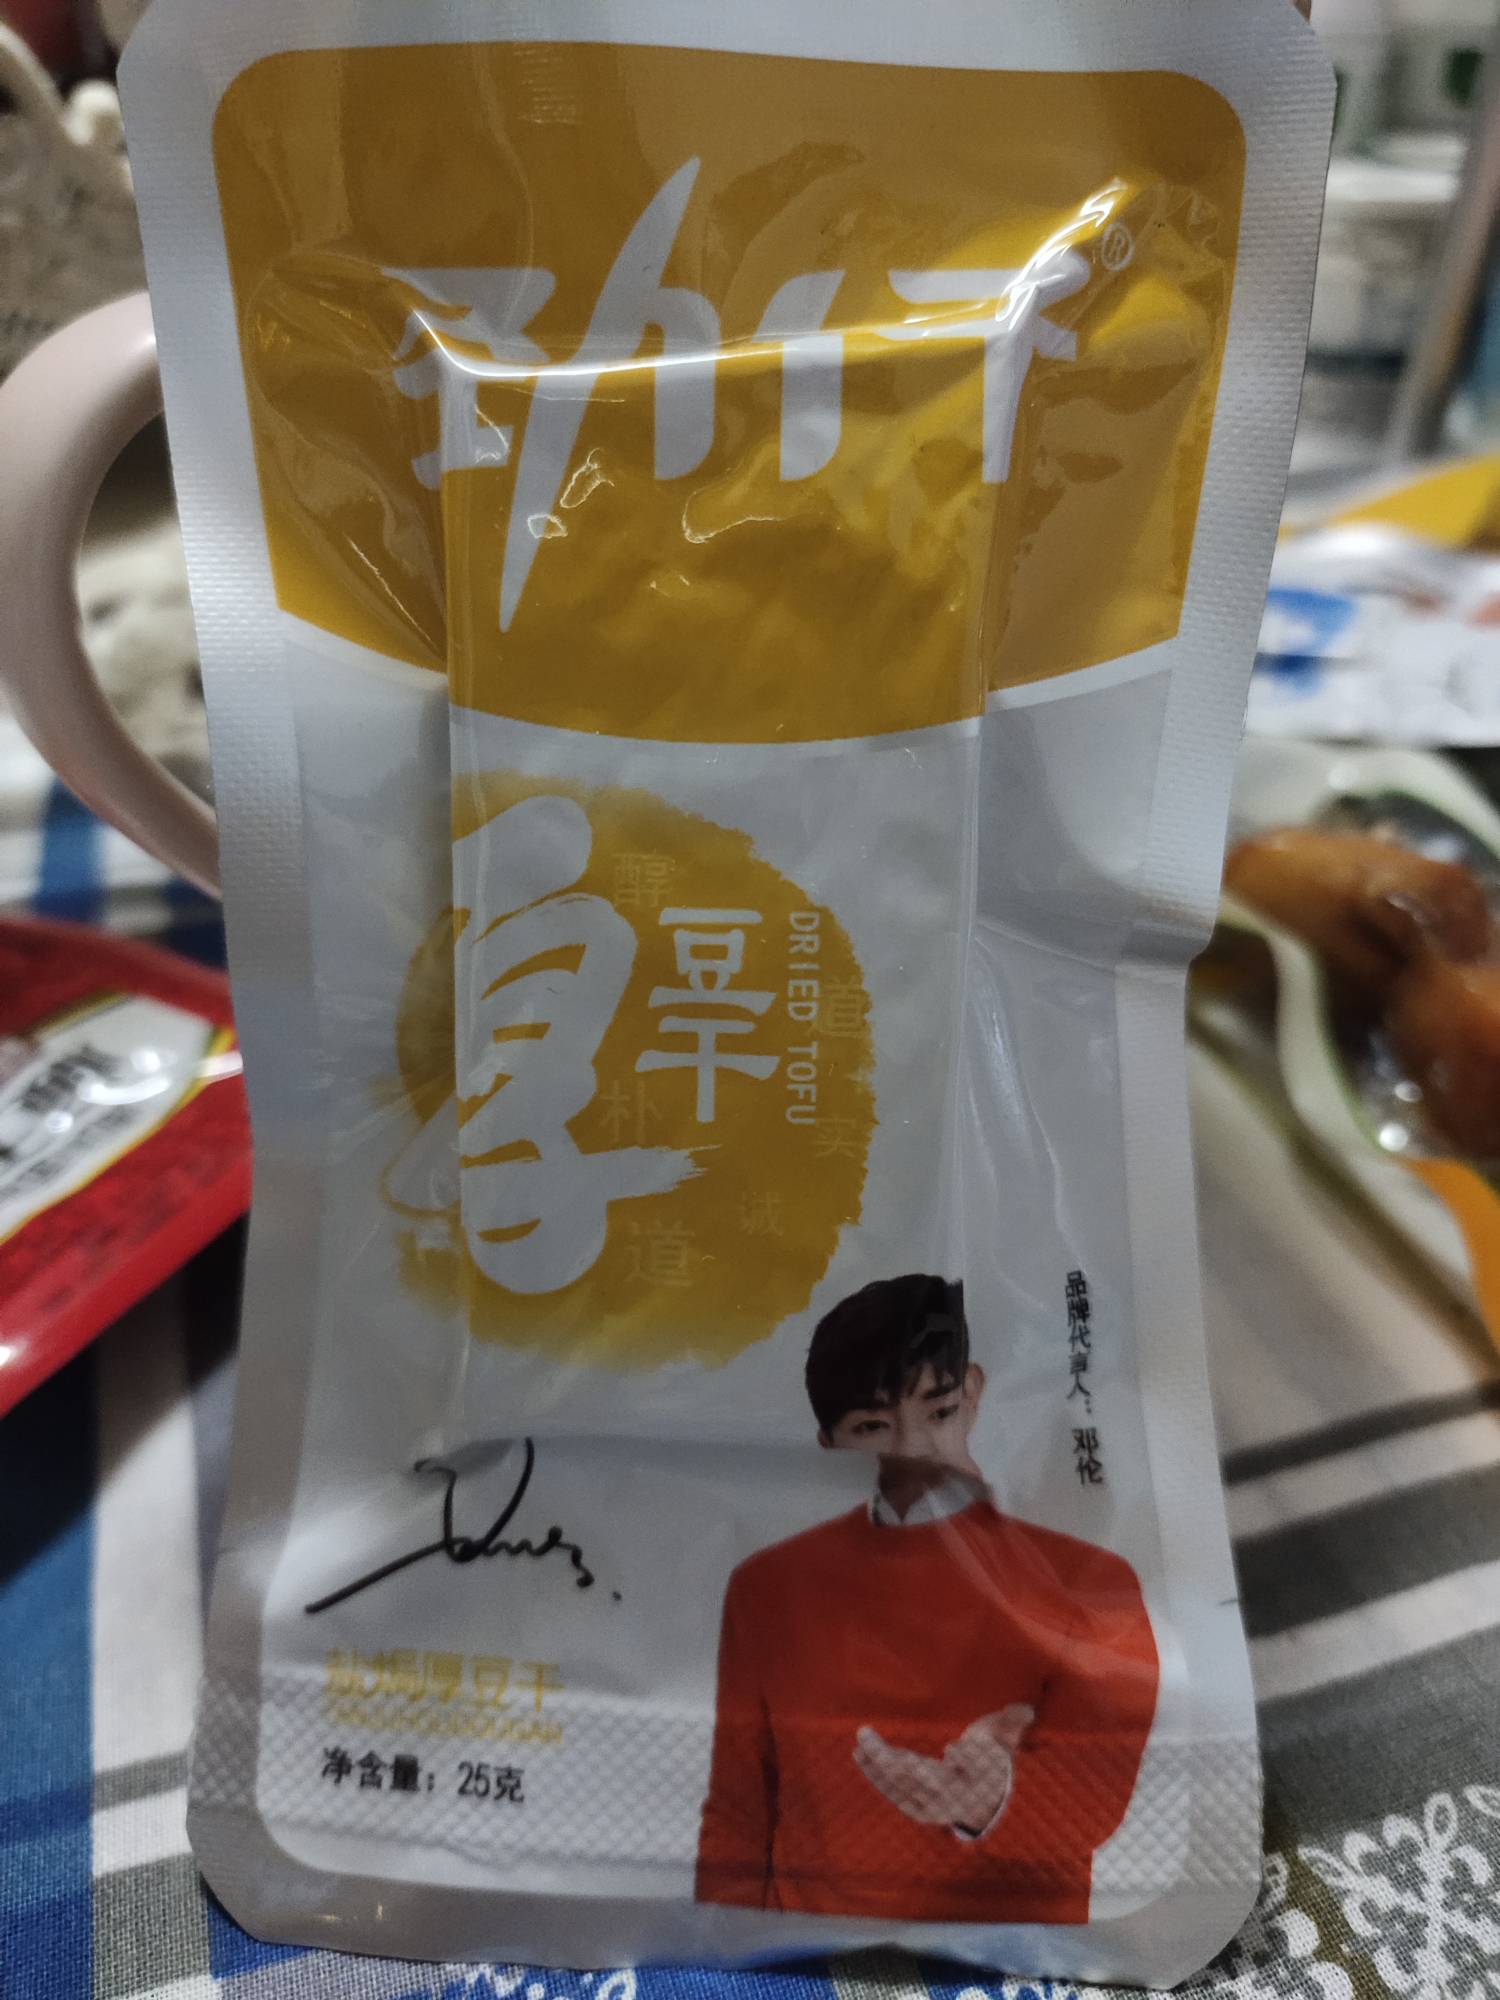 劲仔®
厚
豆干
DRIED TOFU
醇
道
朴
实
诚
道
品牌代言人：邓伦
盐焗厚豆干
净含量：25克